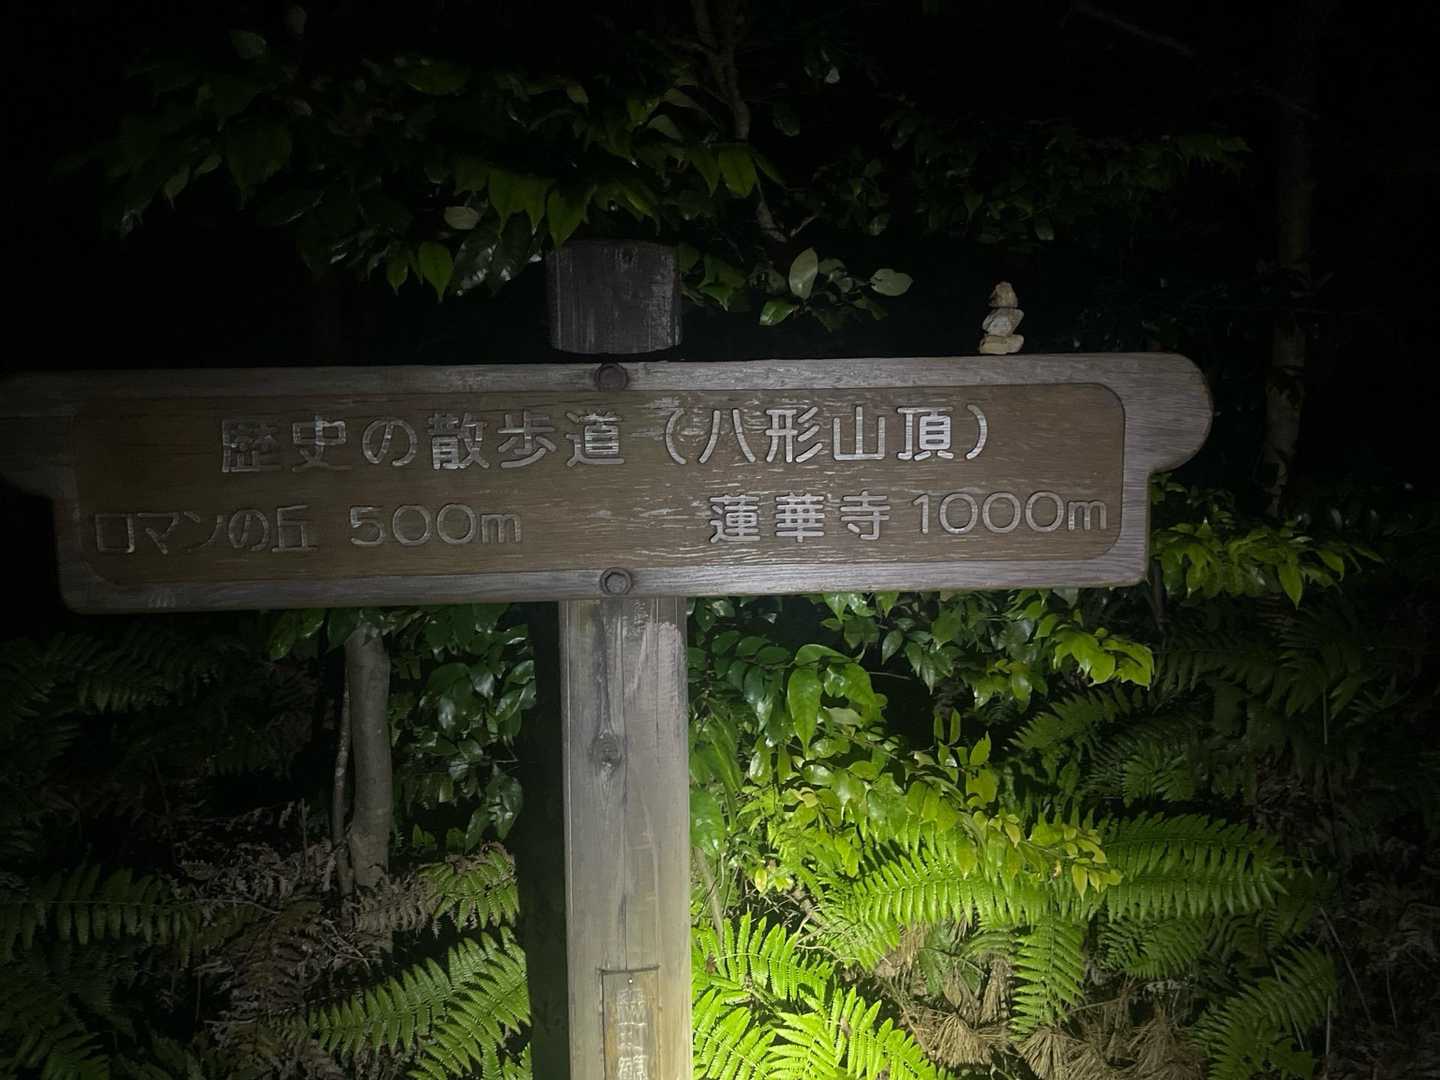 歴史の散歩道（八形山頂）
ロマンの丘 500m
蓮華寺 1000m